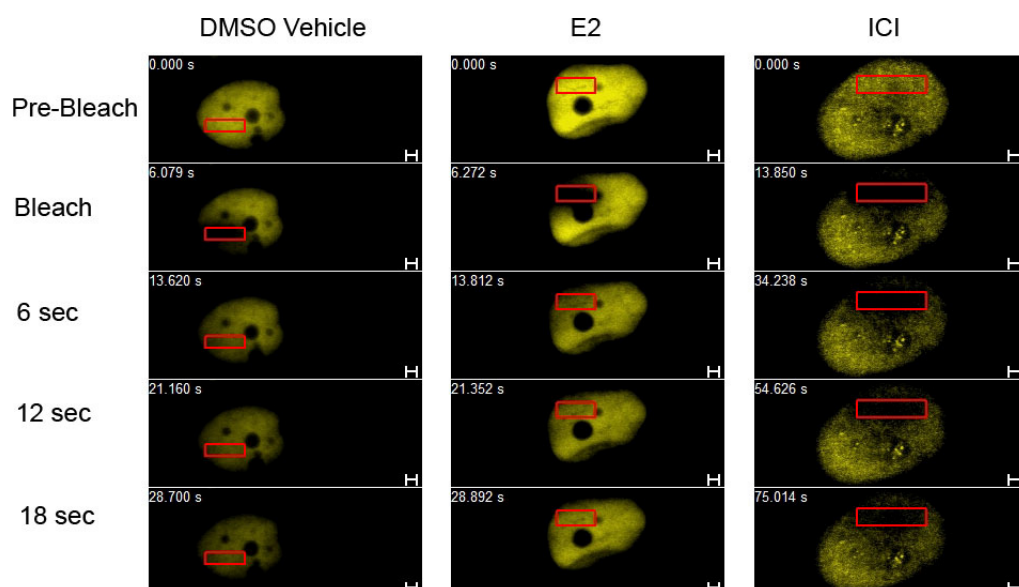 DMSO Vehicle E2 ICI
Pre-Bleach 0.000 s 0.000 s 0.000 s
Bleach 6.079 s 6.272 s 13.850 s
6 sec 13.620 s 13.812 s 34.238 s
12 sec 21.160 s 21.352 s 54.626 s
18 sec 28.700 s 28.892 s 75.014 s